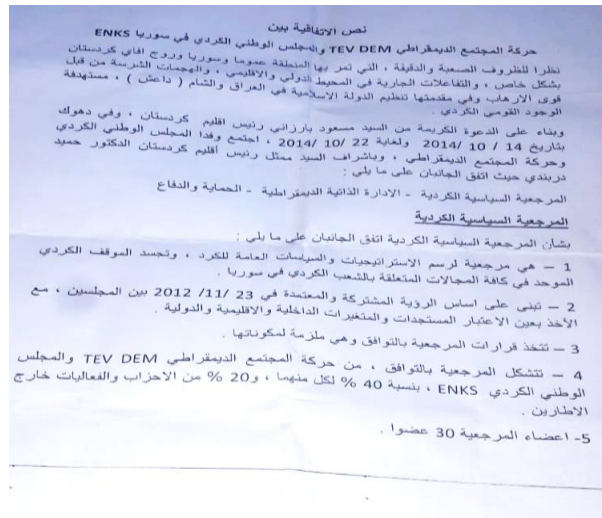 نص الاتفاقية بين
حركة المجتمع الديمقراطي TEV DEM والمجلس الوطني الكردي في سوريا ENKS
نظرا للظروف الصعبة والدقيقة ، التي تمر بها المنطقة عموما وسوريا وروج افاي كردستان
بشكل خاص ، والتفاعلات الجارية في المحيط الدولي والاقليمي ، والهجمات الشرسة من قبل
قوى الارهاب وفي مقدمتها تنظيم الدولة الاسلامية في العراق والشام ( داعش ) ، مستهدفة
الوجود القومي الكردي .
وبناء على الدعوة الكريمة من السيد مسعود بارزاني رئيس اقليم كردستان ، وفي دهوك
بتاريخ 14 / 10 / 2014 ولغاية 22 / 10 / 2014 ، اجتمع وفدا المجلس الوطني الكردي
وحركة المجتمع الديمقراطي ، وباشراف السيد ممثل رئيس أقليم كردستان الدكتور حميد
دربندي حيث اتفق الجانبان على ما يلي :
المرجعية السياسية الكردية - الادارة الذاتية الديمقراطية - الحماية والدفاع
المرجعية السياسية الكردية
بشأن المرجعية السياسية الكردية اتفق الجانبان على ما يلي :
1 – هي مرجعية لرسم الاستراتيجيات والسياسات العامة للكرد ، وتجسد الموقف الكردي
الموحد في كافة المجالات المتعلقة بالشعب الكردي في سوريا .
2 – تبنى على اساس الرؤية المشتركة والمعتمدة في 23 /11/ 2012 بين المجلسين ، مع
الأخذ بعين الاعتبار المستجدات والمتغيرات الداخلية والاقليمية والدولية .
3 – تتخذ قرارات المرجعية بالتوافق وهي ملزمة لمكوناتها .
4 – تتشكل المرجعية بالتوافق ، من حركة المجتمع الديمقراطي TEV DEM والمجلس
الوطني الكردي ENKS ، بنسبة 40 % لكل منهما ، و20 % من الاحزاب والفعاليات خارج
الاطارين .
5- اعضاء المرجعية 30 عضوا .